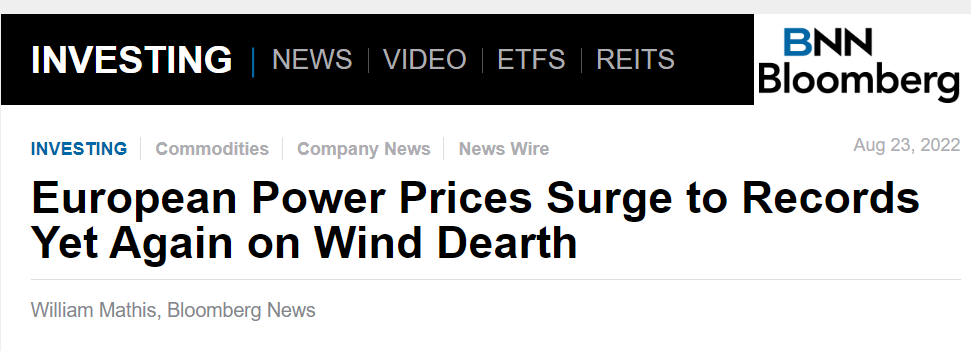 INVESTING | NEWS | VIDEO | ETFS | REITS
BNN
Bloomberg
INVESTING | Commodities | Company News | News Wire
Aug 23, 2022
European Power Prices Surge to Records
Yet Again on Wind Dearth
William Mathis, Bloomberg News